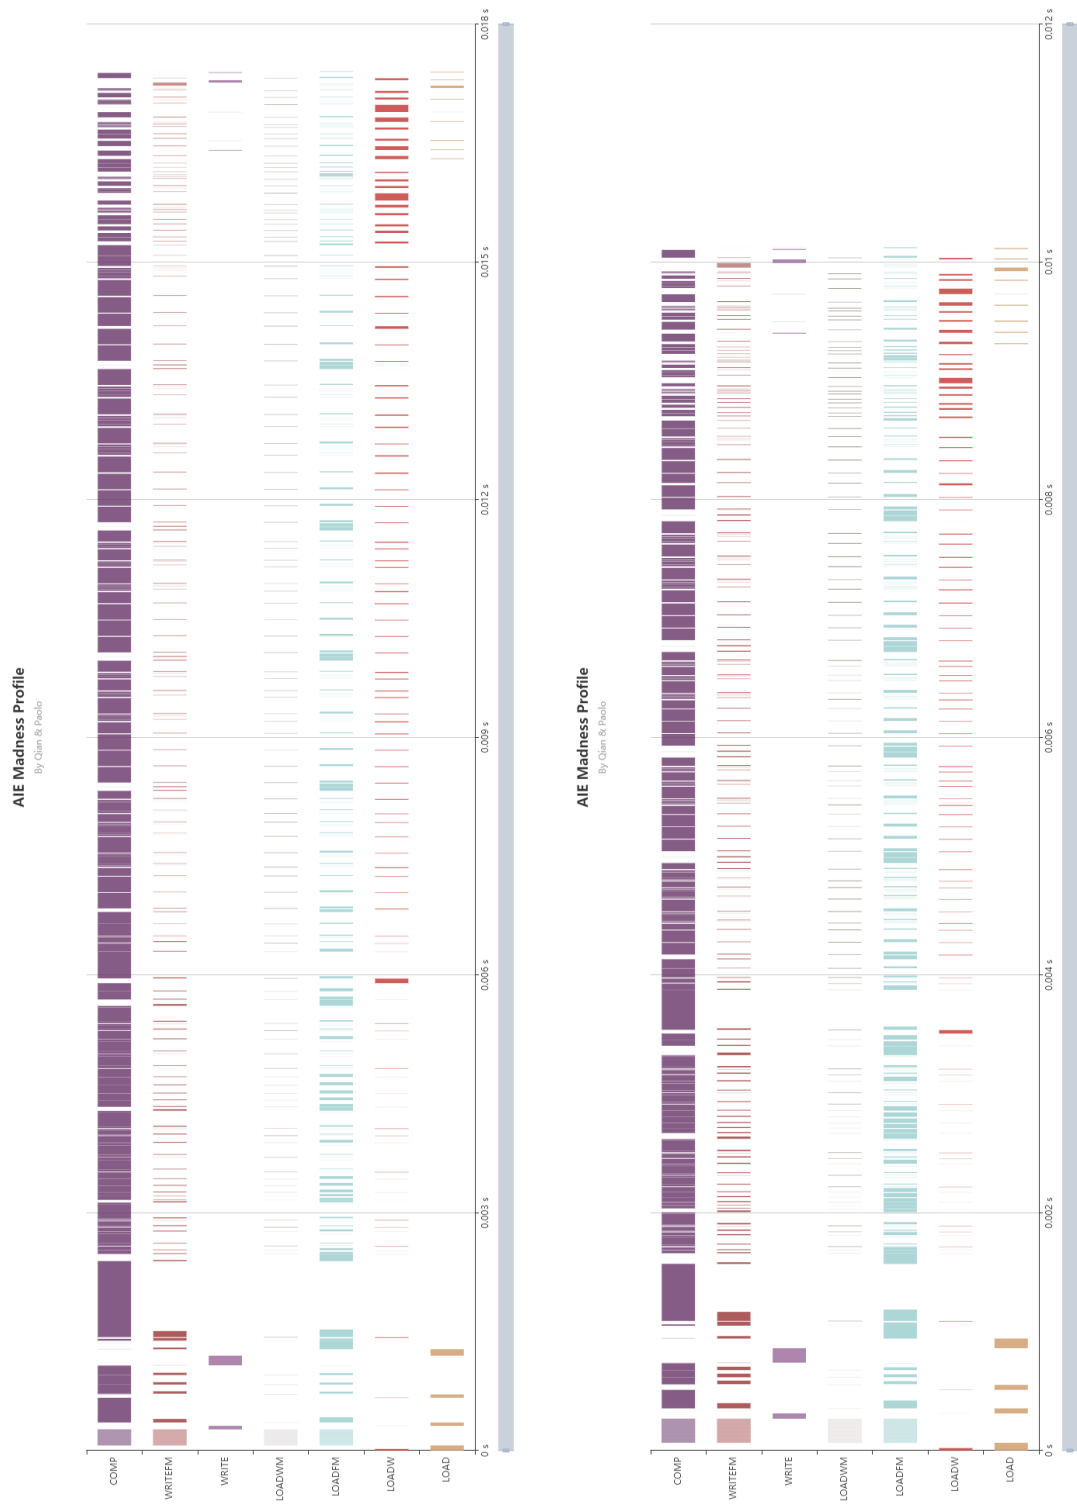 AIE Madness Profile
By Qian & Paolo
COMP
WRITEFM
WRITE
LOADWM
LOADFM
LOADW
LOAD
0 s
0.003 s
0.006 s
0.009 s
0.012 s
0.015 s
0.018 s
AIE Madness Profile
By Qian & Paolo
COMP
WRITEFM
WRITE
LOADWM
LOADFM
LOADW
LOAD
0 s
0.002 s
0.004 s
0.006 s
0.008 s
0.01 s
0.012 s